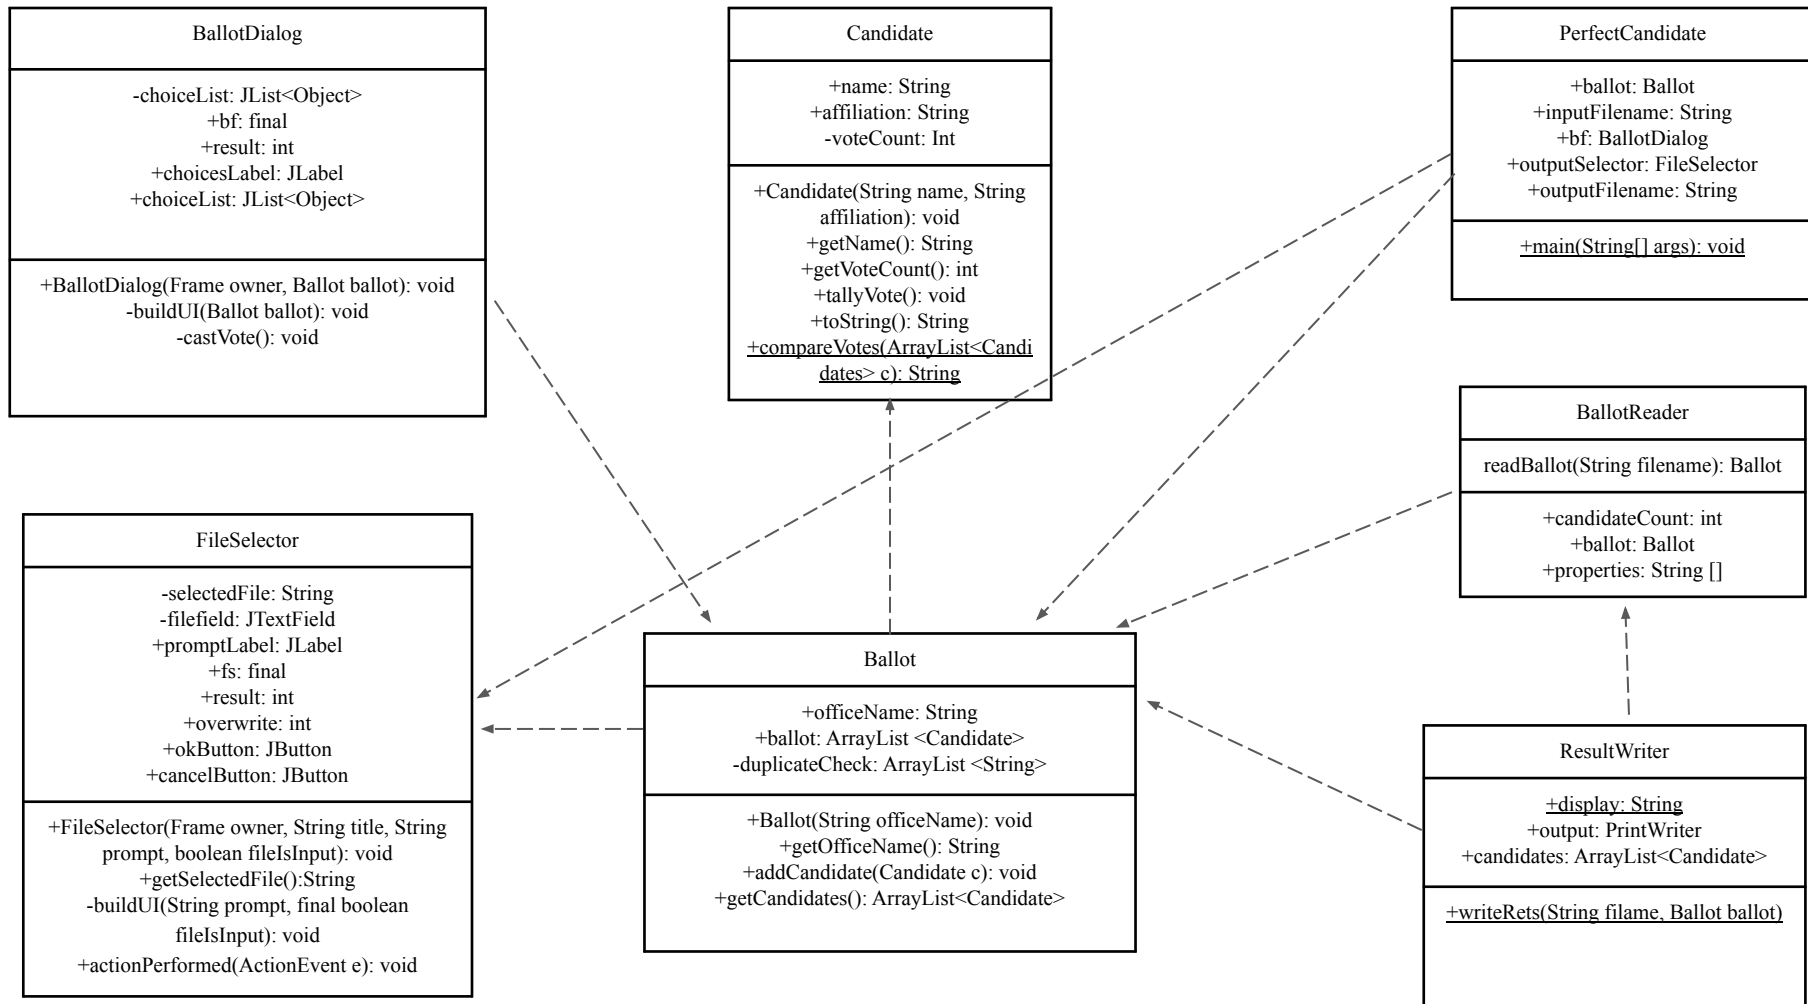 BallotDialog
-choiceList: JList<Object>
+bf: final
+result: int
+choicesLabel: JLabel
+choiceList: JList<Object>
+BallotDialog(Frame owner, Ballot ballot): void
-buildUI(Ballot ballot): void
-castVote(): void
Candidate
+name: String
+affiliation: String
-voteCount: Int
+Candidate(String name, String
affiliation): void
+getName(): String
+getVoteCount(): int
+tallyVote(): void
+toString(): String
+compareVotes(ArrayList<Candi
dates> c): String
PerfectCandidate
+ballot: Ballot
+inputFilename: String
+bf: BallotDialog
+outputSelector: FileSelector
+outputFilename: String
+main(String[] args): void
BallotReader
readBallot(String filename): Ballot
+candidateCount: int
+ballot: Ballot
+properties: String []
FileSelector
-selectedFile: String
-filefield: JTextField
+promptLabel: JLabel
+fs: final
+result: int
+overwrite: int
+okButton: JButton
+cancelButton: JButton
+FileSelector(Frame owner, String title, String
prompt, boolean fileIsInput): void
+getSelectedFile():String
-buildUI(String prompt, final boolean
fileIsInput): void
+actionPerformed(ActionEvent e): void
Ballot
+officeName: String
+ballot: ArrayList <Candidate>
-duplicateCheck: ArrayList <String>
+Ballot(String officeName): void
+getOfficeName(): String
+addCandidate(Candidate c): void
+getCandidates(): ArrayList<Candidate>
ResultWriter
+display: String
+output: PrintWriter
+candidates: ArrayList<Candidate>
+writeRets(String filame, Ballot ballot)